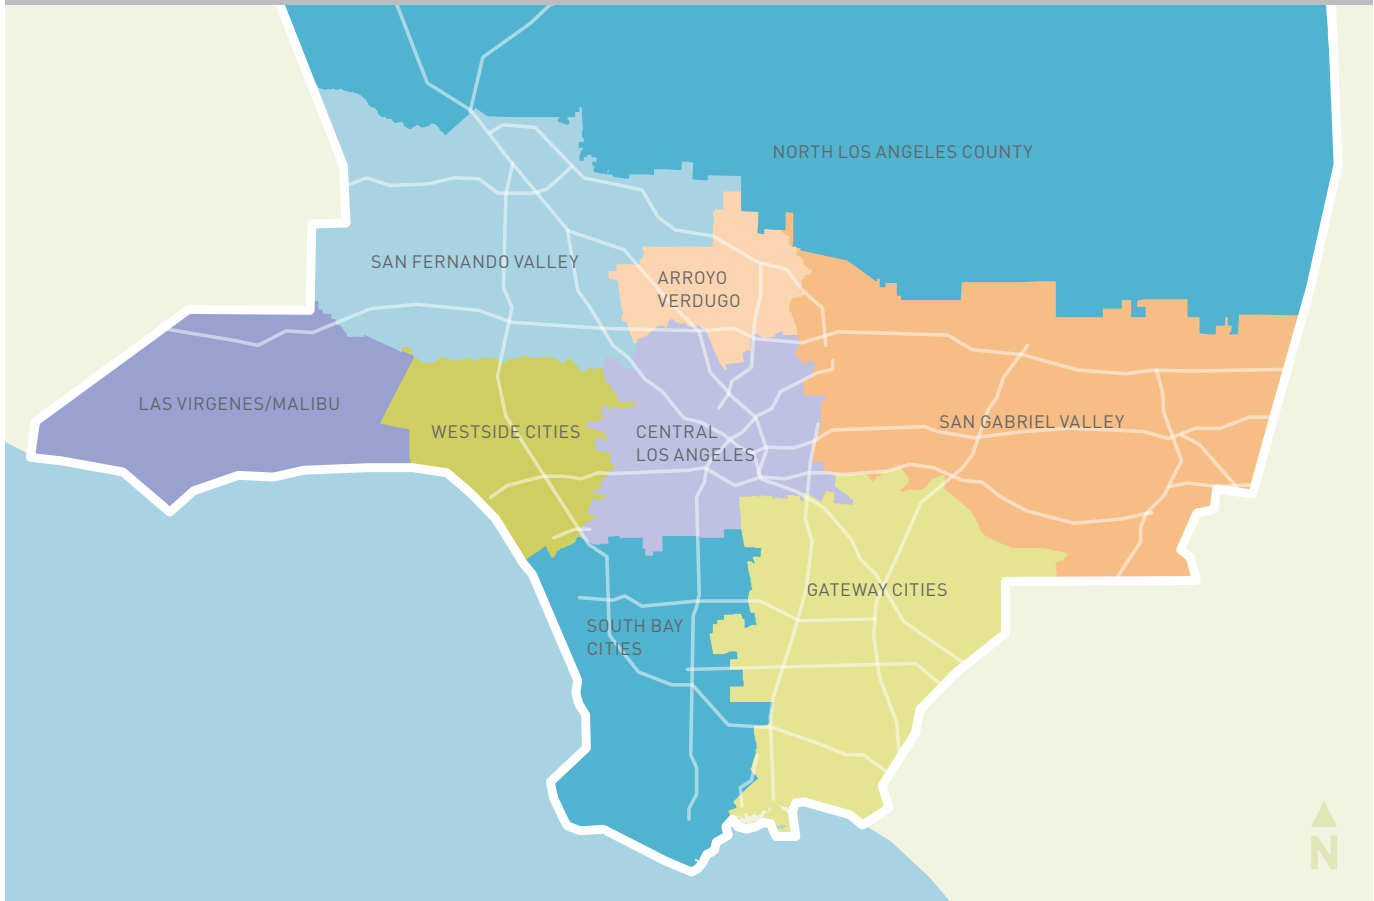 NORTH LOS ANGELES COUNTY
SAN FERNANDO VALLEY
ARROYO
VERDUGO
LAS VIRGENES/MALIBU
WESTSIDE CITIES
CENTRAL
LOS ANGELES
SAN GABRIEL VALLEY
GATEWAY CITIES
SOUTH BAY
CITIES
N